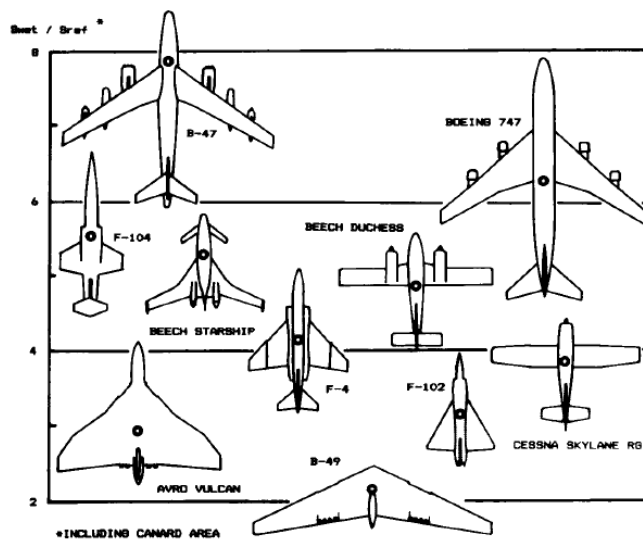 Swet / Sref *
8
B-47
BOEING 747
6
F-104
BEECH DUCHESS
BEECH STARSHIP
4
F-4
F-102
CESSNA SKYLANE RG
B-49
AVRO VULCAN
2
*INCLUDING CANARD AREA